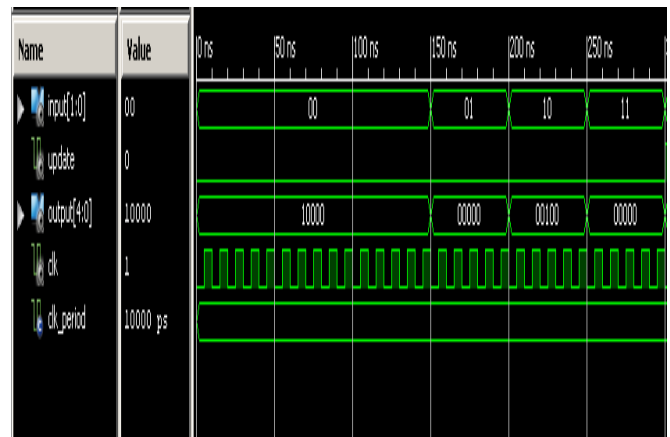 Name Value 0 ns 50 ns 100 ns 150 ns 200 ns 250 ns
input[1:0] 00 00 01 10 11
update 0
output[4:0] 10000 10000 00000 00100 00000
clk 1
clk_period 10000 ps